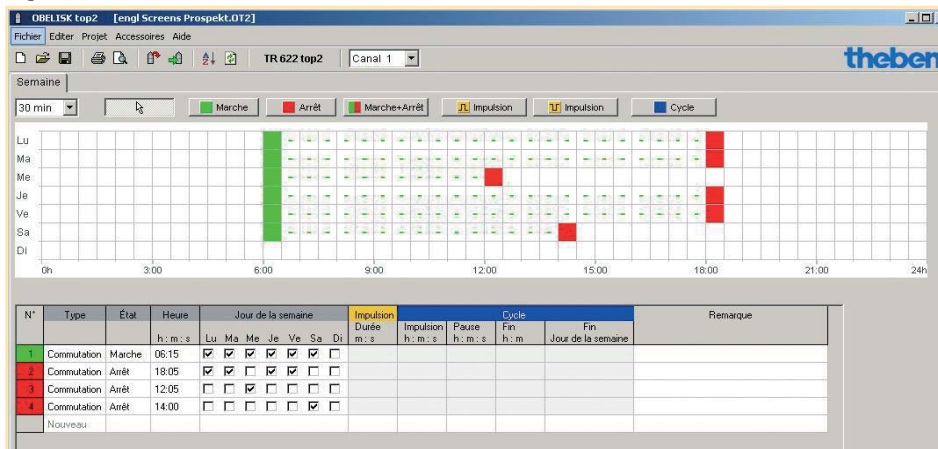 OBELISK top2 [engl Screens Prospekt.OT2]
Fichier Editer Projet Accessoires Aide
TR 622 top2 Canal 1
theben
Semaine
30 min Marche Arrêt Marche+Arrêt Impulsion Impulsion Cycle
Lu
Ma
Me
Je
Ve
Sa
Di
0h 3:00 6:00 9:00 12:00 15:00 18:00 21:00 24h
N° Type État Heure Jour de la semaine Impulsion Cycle Remarque
Durée Impulsion Pause Fin Fin
h : m : s Lu Ma Me Je Ve Sa Di m : s h : m : s h : m : s h : m Jour de la semaine
1 Commutation Marche 06:15
2 Commutation Arrêt 18:05
3 Commutation Arrêt 12:05
4 Commutation Arrêt 14:00
Nouveau